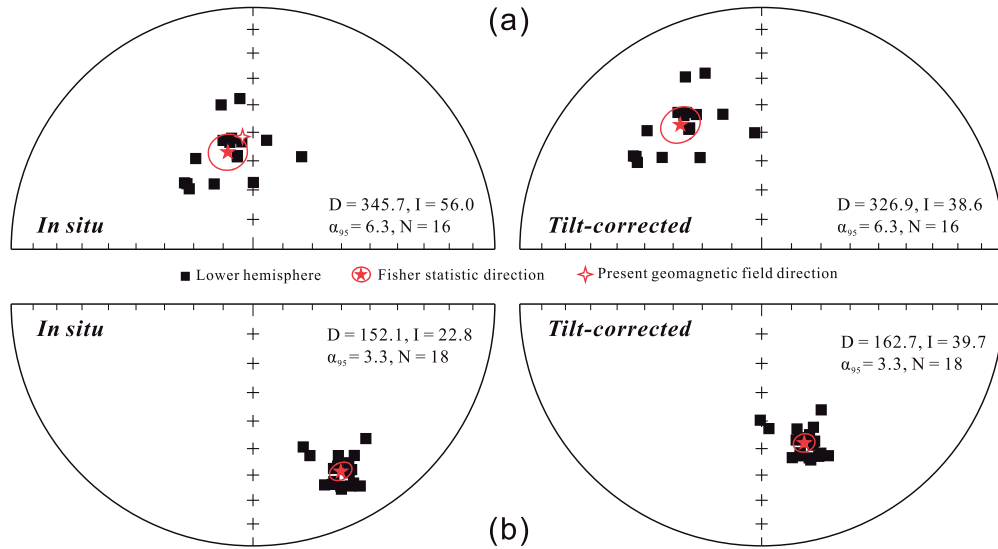 (a)
D = 345.7, I = 56.0
α₉₅ = 6.3, N = 16
In situ
D = 326.9, I = 38.6
α₉₅ = 6.3, N = 16
Tilt-corrected
Lower hemisphere
Fisher statistic direction
Present geomagnetic field direction
In situ
D = 152.1, I = 22.8
α₉₅ = 3.3, N = 18
Tilt-corrected
D = 162.7, I = 39.7
α₉₅ = 3.3, N = 18
(b)